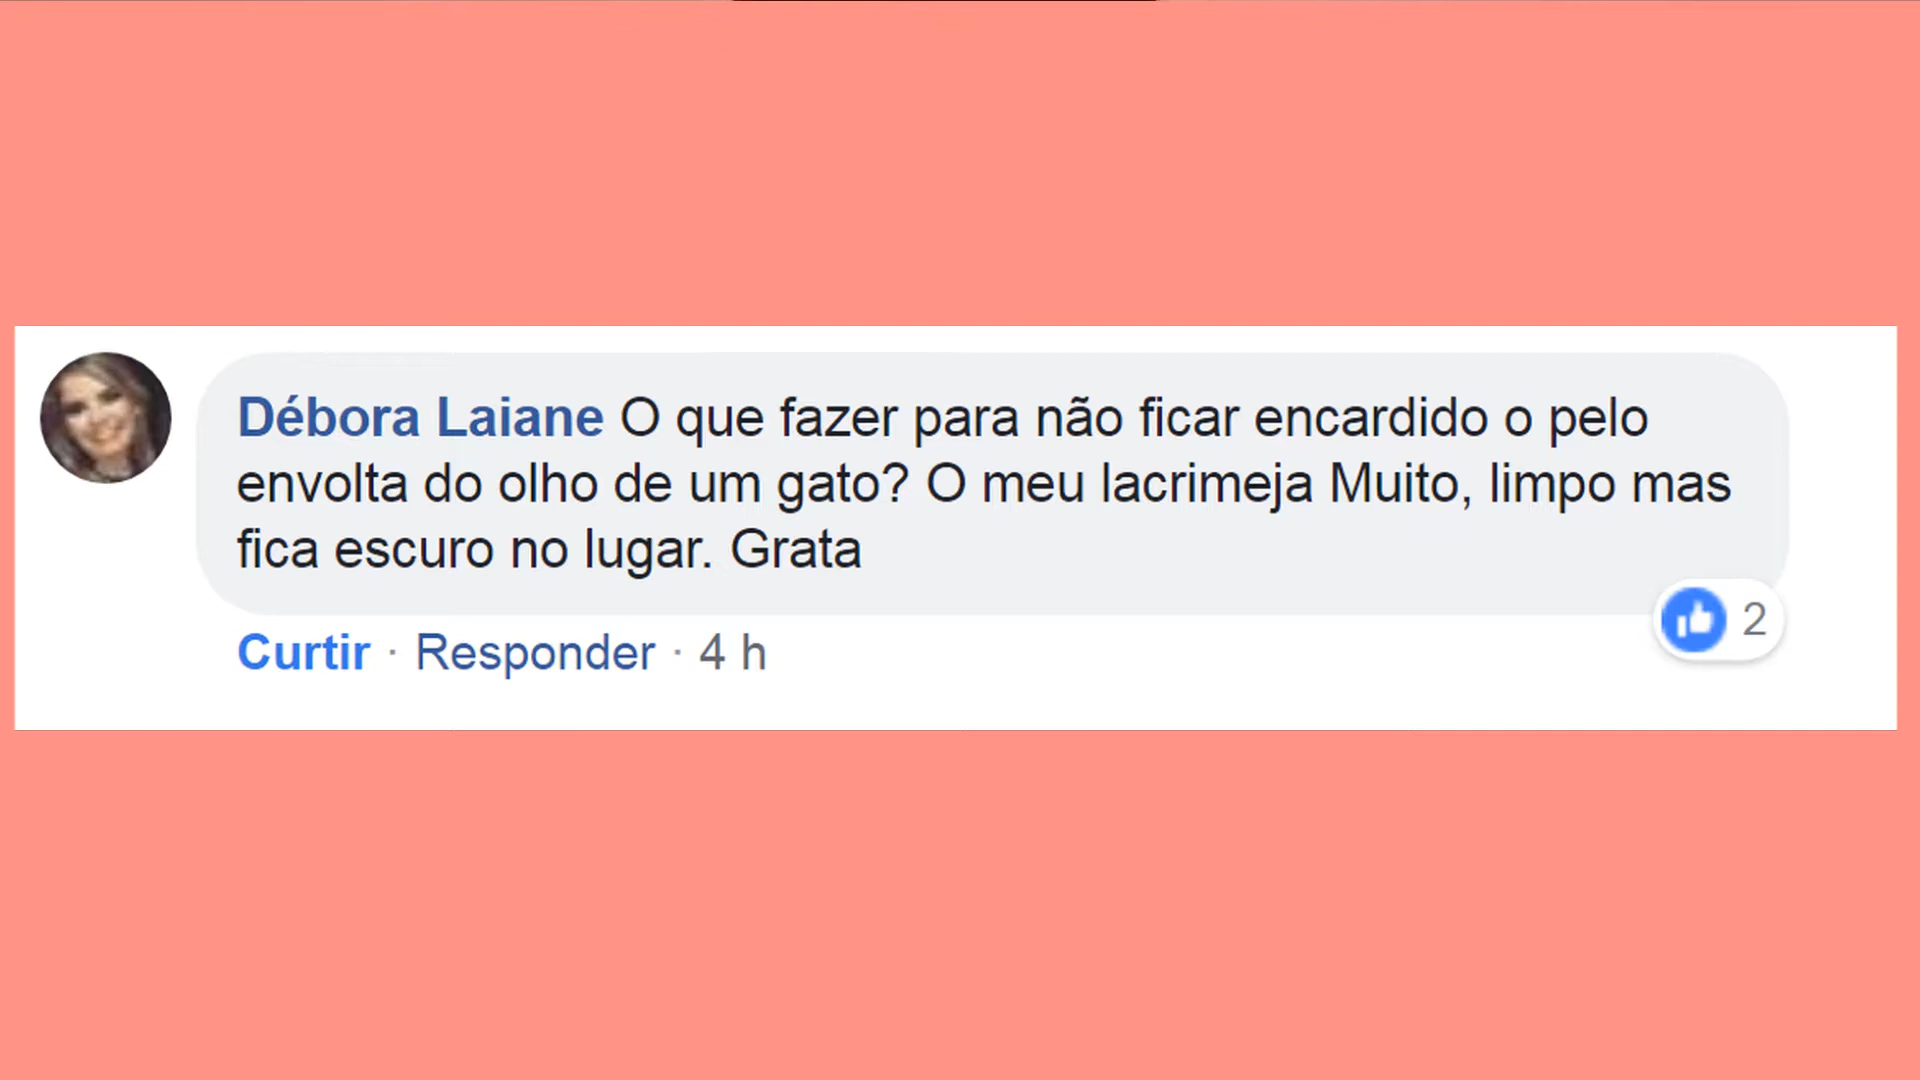 Débora Laiane O que fazer para não ficar encardido o pelo
envolta do olho de um gato? O meu lacrimeja Muito, limpo mas
fica escuro no lugar. Grata
2
Curtir · Responder · 4 h